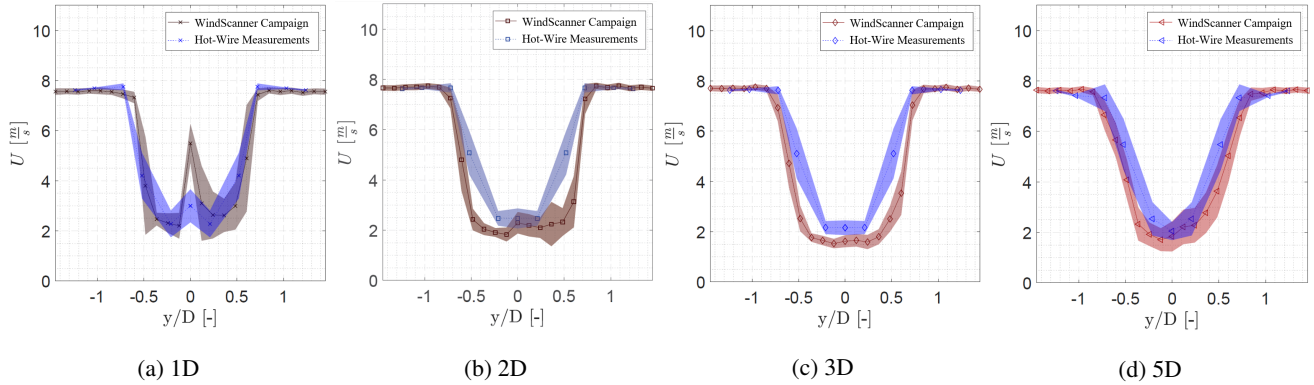 10
8
6
4
2
0
U [m/s]
-1 -0.5 0 0.5 1
y/D [-]
WindScanner Campaign
Hot-Wire Measurements
(a) 1D
10
8
6
4
2
0
U [m/s]
-1 -0.5 0 0.5 1
y/D [-]
WindScanner Campaign
Hot-Wire Measurements
(b) 2D
10
8
6
4
2
0
U [m/s]
-1 -0.5 0 0.5 1
y/D [-]
WindScanner Campaign
Hot-Wire Measurements
(c) 3D
10
8
6
4
2
0
U [m/s]
-1 -0.5 0 0.5 1
y/D [-]
WindScanner Campaign
Hot-Wire Measurements
(d) 5D